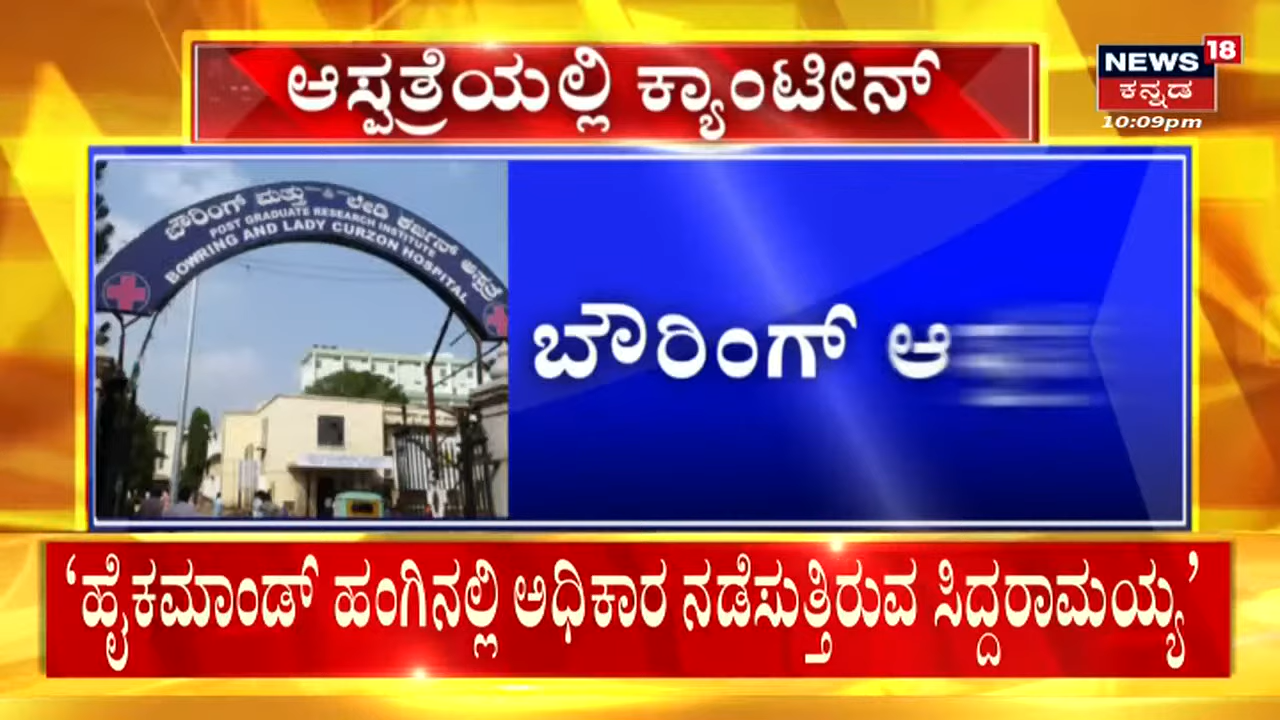 ಆಸ್ಪತ್ರೆಯಲ್ಲಿ ಕ್ಯಾಂಟೀನ್
NEWS 18
ಕನ್ನಡ
10:09pm
ಬೌರಿಂಗ್ ಮತ್ತು ಲೇಡಿ ಕರ್ಜನ್ ಆಸ್ಪತ್ರೆ
POST GRADUATE RESEARCH INSTITUTE
BOWRING AND LADY CURZON HOSPITAL
ಬೌರಿಂಗ್ ಆ
‘ಹೈಕಮಾಂಡ್ ಹಂಗಿನಲ್ಲಿ ಅಧಿಕಾರ ನಡೆಸುತ್ತಿರುವ ಸಿದ್ದರಾಮಯ್ಯ’